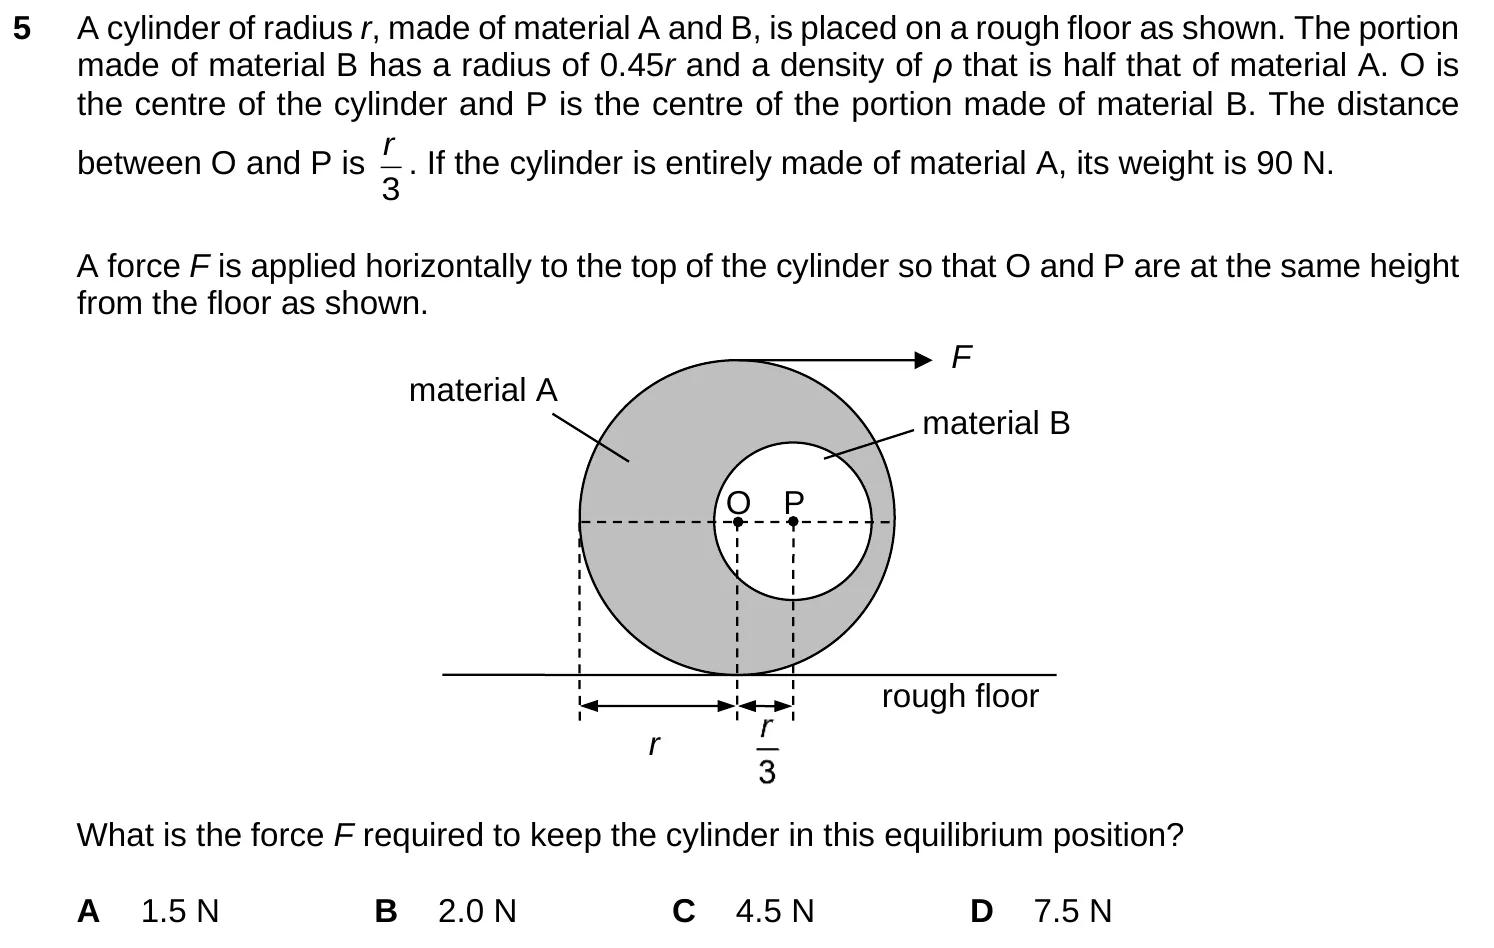 5 A cylinder of radius r, made of material A and B, is placed on a rough floor as shown. The portion
made of material B has a radius of 0.45r and a density of ρ that is half that of material A. O is
the centre of the cylinder and P is the centre of the portion made of material B. The distance
between O and P is r/3. If the cylinder is entirely made of material A, its weight is 90 N.
A force F is applied horizontally to the top of the cylinder so that O and P are at the same height
from the floor as shown.
F
material A
material B
O P
rough floor
r
r/3
What is the force F required to keep the cylinder in this equilibrium position?
A 1.5 N B 2.0 N C 4.5 N D 7.5 N